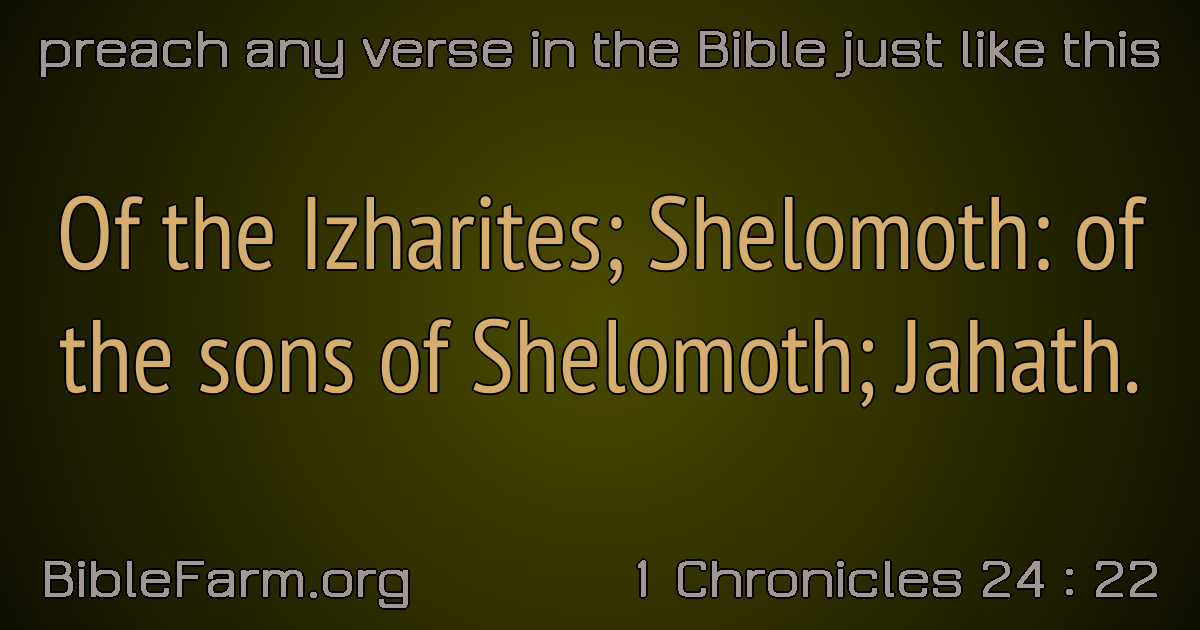 preach any verse in the Bible just like this
Of the Izharites; Shelomoth: of
the sons of Shelomoth; Jahath.
BibleFarm.org
1 Chronicles 24 : 22